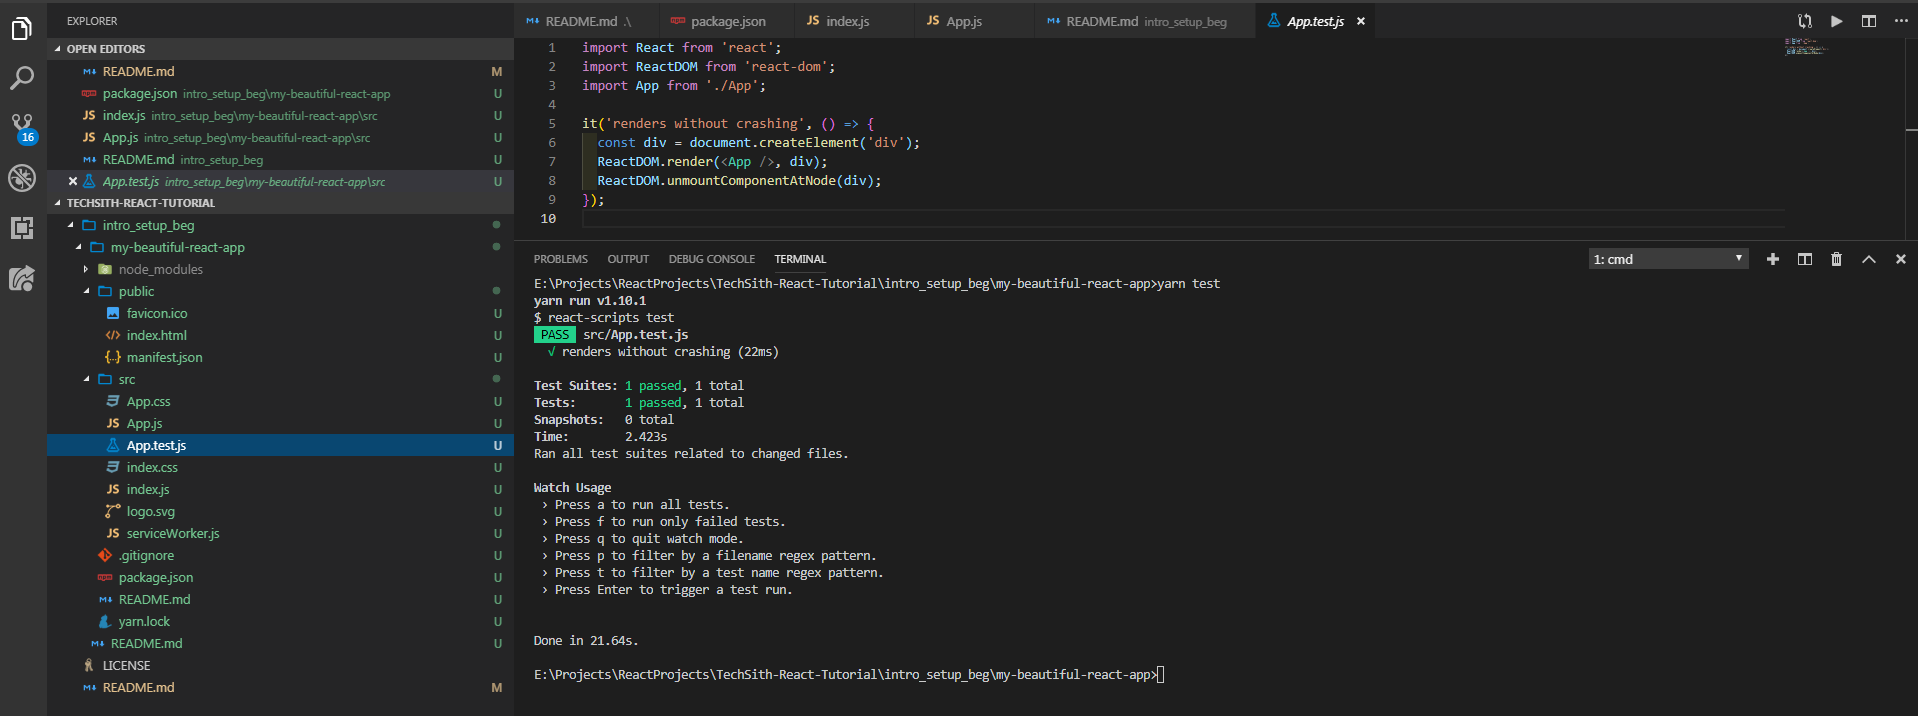 EXPLORER
OPEN EDITORS
README.md M
package.json intro_setup_beg\my-beautiful-react-app U
index.js intro_setup_beg\my-beautiful-react-app\src U
App.js intro_setup_beg\my-beautiful-react-app\src U
README.md intro_setup_beg U
App.test.js intro_setup_beg\my-beautiful-react-app\src U
TECHSITH-REACT-TUTORIAL
intro_setup_beg
my-beautiful-react-app
node_modules
public
favicon.ico U
index.html U
manifest.json U
src
App.css U
JS App.js U
App.test.js U
index.css U
JS index.js U
logo.svg U
JS serviceWorker.js U
.gitignore U
package.json U
README.md U
yarn.lock U
README.md U
LICENSE
README.md M
16
README.md .\ package.json JS index.js JS App.js README.md intro_setup_beg App.test.js
1 import React from 'react';
2 import ReactDOM from 'react-dom';
3 import App from './App';
4
5 it('renders without crashing', () => {
6 const div = document.createElement('div');
7 ReactDOM.render(<App />, div);
8 ReactDOM.unmountComponentAtNode(div);
9 });
10
PROBLEMS OUTPUT DEBUG CONSOLE TERMINAL 1: cmd
E:\Projects\ReactProjects\TechSith-React-Tutorial\intro_setup_beg\my-beautiful-react-app>yarn test
yarn run v1.10.1
$ react-scripts test
PASS src/App.test.js
√ renders without crashing (22ms)
Test Suites: 1 passed, 1 total
Tests: 1 passed, 1 total
Snapshots: 0 total
Time: 2.423s
Ran all test suites related to changed files.
Watch Usage
› Press a to run all tests.
› Press f to run only failed tests.
› Press q to quit watch mode.
› Press p to filter by a filename regex pattern.
› Press t to filter by a test name regex pattern.
› Press Enter to trigger a test run.
Done in 21.64s.
E:\Projects\ReactProjects\TechSith-React-Tutorial\intro_setup_beg\my-beautiful-react-app>